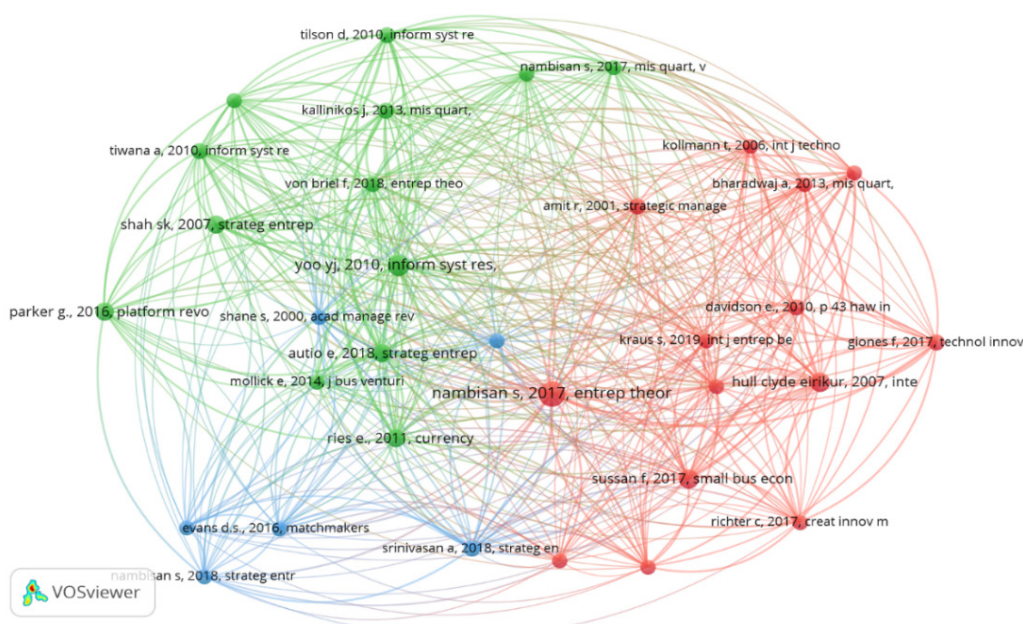 tilson d, 2010, inform syst re
nambisan s, 2017, mis quart, v
kallinikos j, 2013, mis quart,
kollmann t, 2006, int j techno
tiwana a, 2010, inform syst re
von briel f, 2018, entrep theo
bharadwaj a, 2013, mis quart,
amit r, 2001, strategic manage
shah sk, 2007, strateg entrep
yoo yj, 2010, inform syst res,
parker g., 2016, platform revo
shane s, 2000, acad manage rev
davidson e., 2010, p 43 haw in
kraus s, 2019, int j entrep be
giones f, 2017, technol innov
autio e, 2018, strateg entrep
mollick e, 2014, j bus venturi
hull clyde eirikur, 2007, inte
nambisan s, 2017, entrep theor
ries e., 2011, currency
sussan f, 2017, small bus econ
richter c, 2017, creat innov m
evans d.s., 2016, matchmakers
srinivasan a, 2018, strateg en
nambisan s, 2018, strateg entr
VOSviewer